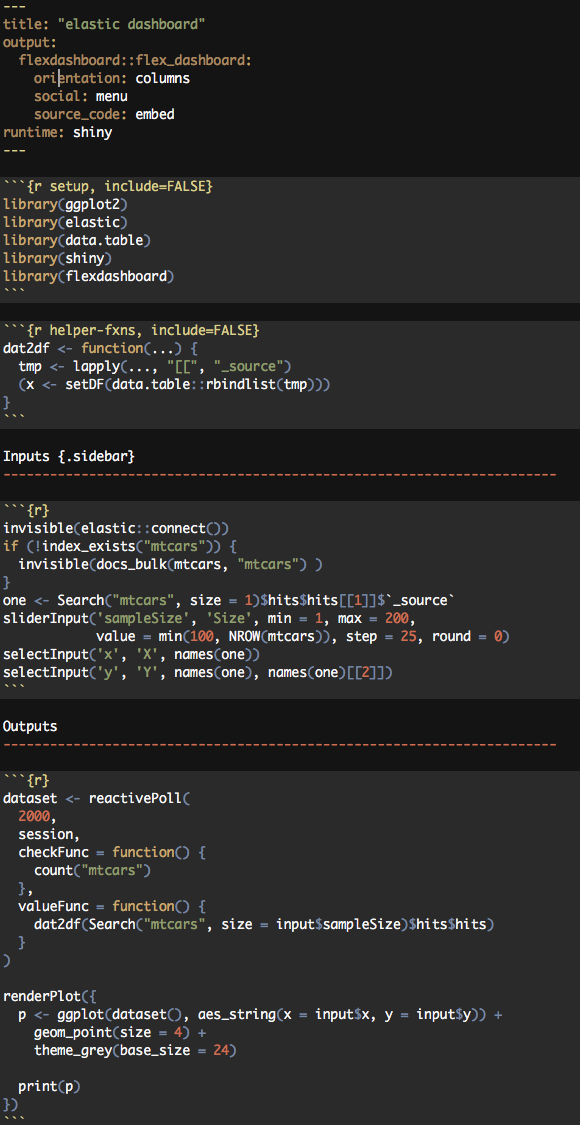 ---
title: "elastic dashboard"
output:
  flexdashboard::flex_dashboard:
    orientation: columns
    social: menu
    source_code: embed
runtime: shiny
---

```{r setup, include=FALSE}
library(ggplot2)
library(elastic)
library(data.table)
library(shiny)
library(flexdashboard)
```

```{r helper-fxns, include=FALSE}
dat2df <- function(...) {
  tmp <- lapply(..., "[[", "_source")
  (x <- setDF(data.table::rbindlist(tmp)))
}
```

Inputs {.sidebar}
-----------------------------------------------------------------------

```{r}
invisible(elastic::connect())
if (!index_exists("mtcars")) {
  invisible(docs_bulk(mtcars, "mtcars") )
}
one <- Search("mtcars", size = 1)$hits$hits[[1]]$`_source`
sliderInput('sampleSize', 'Size', min = 1, max = 200,
            value = min(100, NROW(mtcars)), step = 25, round = 0)
selectInput('x', 'X', names(one))
selectInput('y', 'Y', names(one), names(one)[[2]])
```

Outputs
-----------------------------------------------------------------------

```{r}
dataset <- reactivePoll(
  2000,
  session,
  checkFunc = function() {
    count("mtcars")
  },
  valueFunc = function() {
    dat2df(Search("mtcars", size = input$sampleSize)$hits$hits)
  }
)

renderPlot({
  p <- ggplot(dataset(), aes_string(x = input$x, y = input$y)) +
    geom_point(size = 4) +
    theme_grey(base_size = 24)

  print(p)
})
```